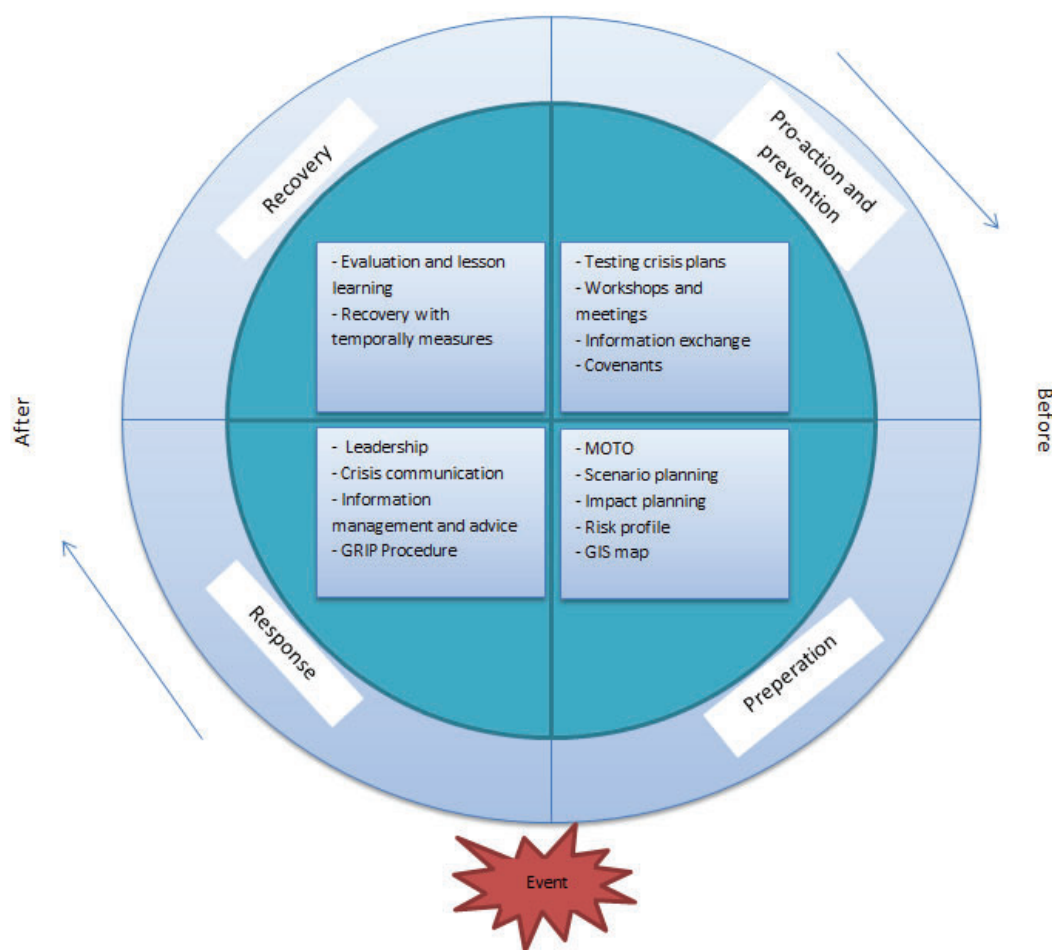 Recovery
Pro-action and
prevention
- Evaluation and lesson
learning
- Recovery with
temporally measures
- Testing crisis plans
- Workshops and
meetings
- Information exchange
- Covenants
After
Before
- Leadership
- Crisis communication
- Information
management and advice
- GRIP Procedure
- MOTO
- Scenario planning
- Impact planning
- Risk profile
- GIS map
Response
Preperation
Event